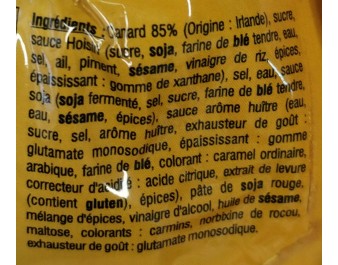 Ingrédients : Canard 85% (Origine : Irlande), sucre,
sauce Hoisin (sucre, soja, farine de blé tendre, eau,
sel, ail, piment, sésame, vinaigre de riz, épices,
épaississant : gomme de xanthane), sel, eau, sauce
soja (soja fermenté, sel, sucre, farine de blé tendre,
eau, sésame, épices), sauce arôme huître (eau,
sucre, sel, arôme huître, exhausteur de goût :
glutamate monosodique, épaississant : gomme
arabique, farine de blé, colorant : caramel ordinaire,
correcteur d'acidité : acide citrique, extrait de levure
(contient gluten), épices), pâte de soja rouge,
mélange d'épices, vinaigre d'alcool, huile de sésame,
maltose, colorants : carmins, norbixine de rocou,
exhausteur de goût : glutamate monosodique.